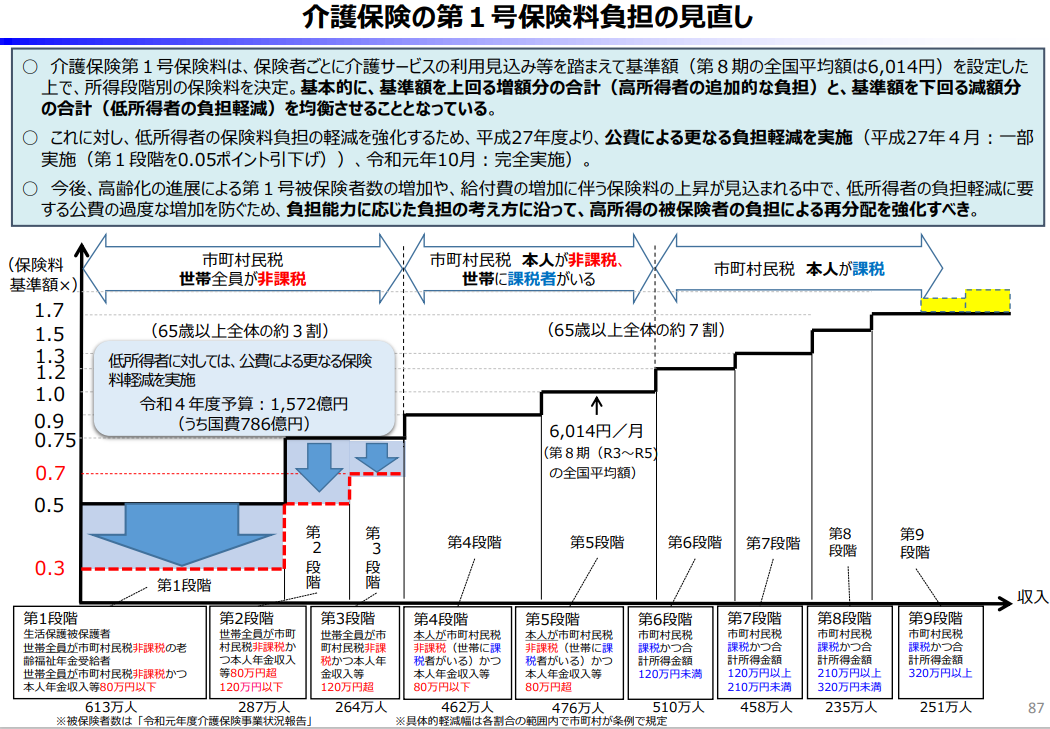 介護保険の第１号保険料負担の見直し
○　介護保険第１号保険料は、保険者ごとに介護サービスの利用見込み等を踏まえて基準額（第８期の全国平均額は6,014円）を設定した
上で、所得段階別の保険料を決定。基本的に、基準額を上回る増額分の合計（高所得者の追加的な負担）と、基準額を下回る減額分
の合計（低所得者の負担軽減）を均衡させることとなっている。
○　これに対し、低所得者の保険料負担の軽減を強化するため、平成27年度より、公費による更なる負担軽減を実施（平成27年４月：一部
実施（第１段階を0.05ポイント引下げ））、令和元年10月：完全実施）。
○　今後、高齢化の進展による第１号被保険者数の増加や、給付費の増加に伴う保険料の上昇が見込まれる中で、低所得者の負担軽減に要
する公費の過度な増加を防ぐため、負担能力に応じた負担の考え方に沿って、高所得の被保険者の負担による再分配を強化すべき。
（保険料
基準額×）
市町村民税
世帯全員が非課税
市町村民税　本人が非課税、
世帯に課税者がいる
市町村民税　本人が課税
（65歳以上全体の約３割）
（65歳以上全体の約７割）
1.7
1.5
1.3
1.2
1.0
0.9
0.75
0.7
0.5
0.3
低所得者に対しては、公費による更なる保険
料軽減を実施
令和４年度予算：1,572億円
（うち国費786億円）
6,014円／月
（第８期（R3～R5)
の全国平均額）
第1段階
第２段階
第３段階
第4段階
第5段階
第6段階
第7段階
第8
段階
第9
段階
収入
第1段階
生活保護被保護者
世帯全員が市町村民税非課税の老
齢福祉年金受給者
世帯全員が市町村民税非課税かつ
本人年金収入等80万円以下
第2段階
世帯全員が市町
村民税非課税か
つ本人年金収入
等80万円超
120万円以下
第3段階
世帯全員が市
町村民税非課
税かつ本人年
金収入等
120万円超
第4段階
本人が市町村民税
非課税（世帯に課
税者がいる）かつ
本人年金収入等
80万円以下
第5段階
本人が市町村民税
非課税（世帯に課
税者がいる）かつ
本人年金収入等
80万円超
第6段階
市町村民税
課税かつ合
計所得金額
120万円未満
第7段階
市町村民税
課税かつ合
計所得金額
120万円以上
210万円未満
第8段階
市町村民税
課税かつ合
計所得金額
210万円以上
320万円未満
第9段階
市町村民税
課税かつ合
計所得金額
320万円以上
613万人
287万人
264万人
462万人
476万人
510万人
458万人
235万人
251万人
※被保険者数は「令和元年度介護保険事業状況報告」
※具体的軽減幅は各割合の範囲内で市町村が条例で規定
87